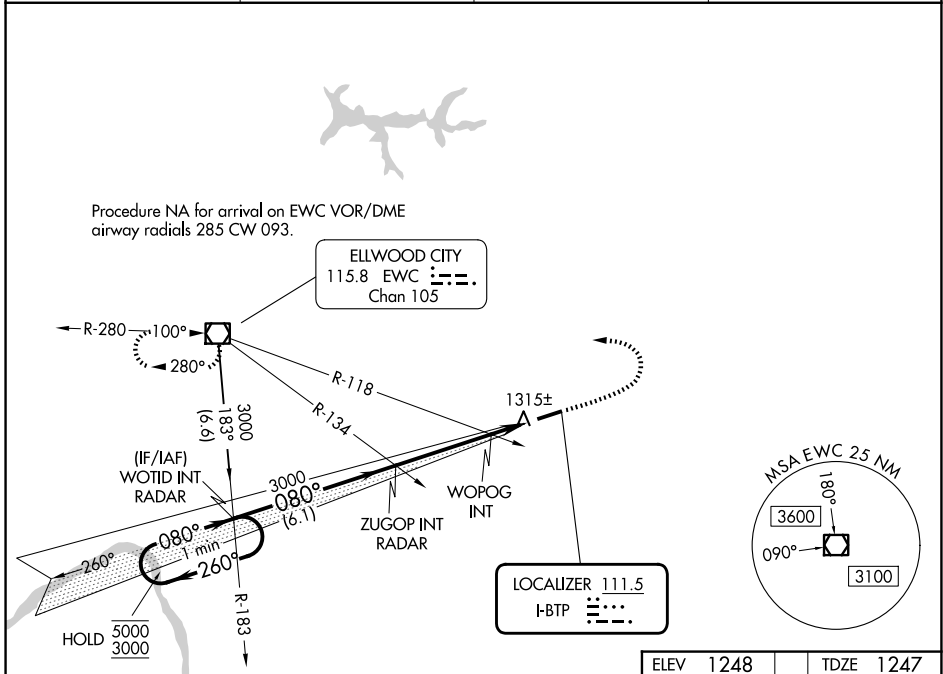 Procedure NA for arrival on EWC VOR/DME
airway radials 285 CW 093.
ELLWOOD CITY
115.8 EWC
Chan 105
R-280
100°
280°
R-118
R-134
3000
183°
(6.6)
1315±
(IF/IAF)
WOTID INT
RADAR
3000
080°
(6.1)
ZUGOP INT
RADAR
WOPOG
INT
080°
1 min
260°
260°
R-183
HOLD 5000
3000
LOCALIZER 111.5
I-BTP
MSA EWC 25 NM
180°
3600
090°
3100
ELEV 1248 TDZE 1247